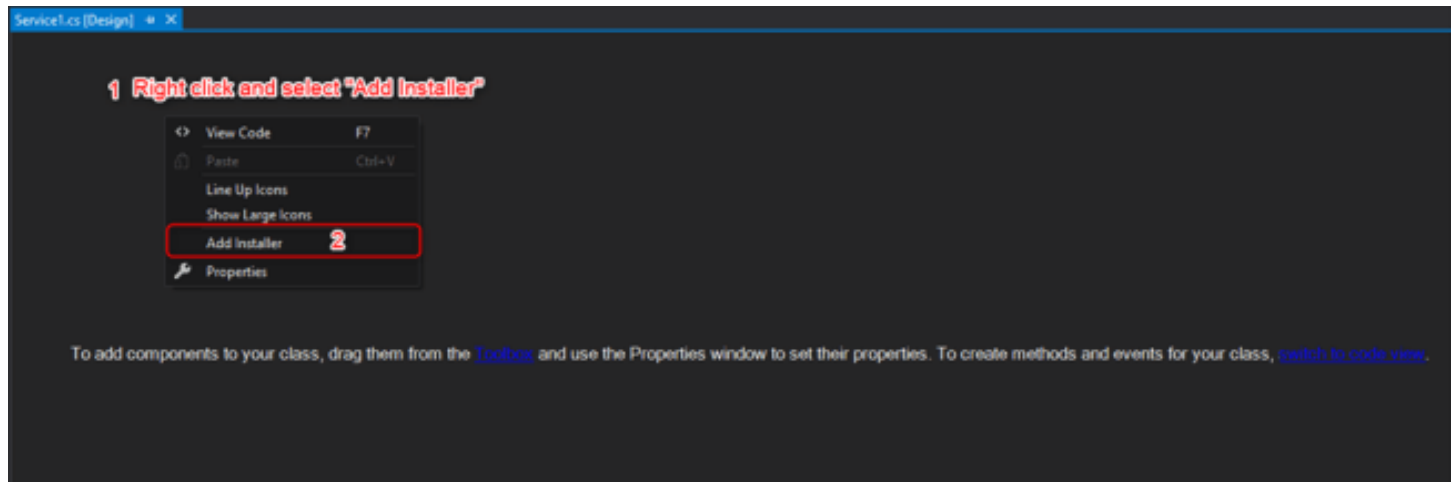 Service1.cs [Design]
1 Right click and select "Add Installer"
View Code F7
Paste Ctrl+V
Line Up Icons
Show Large Icons
Add Installer 2
Properties
To add components to your class, drag them from the Toolbox and use the Properties window to set their properties. To create methods and events for your class, switch to code view.